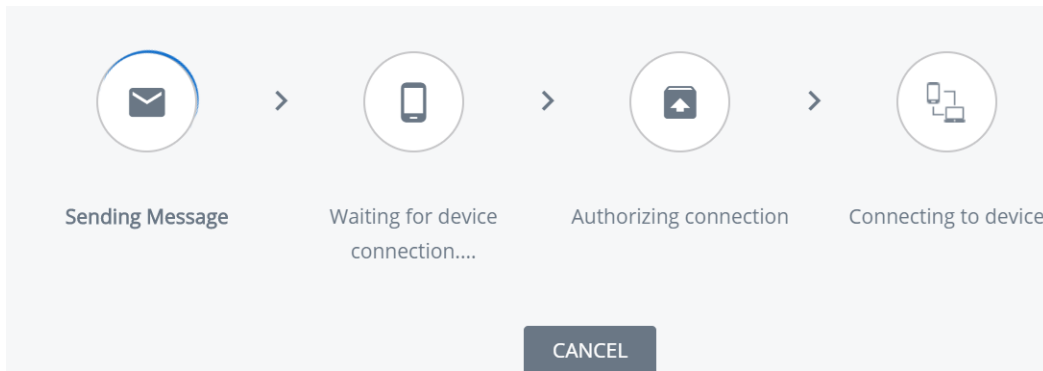 Sending Message
Waiting for device
connection....
Authorizing connection
Connecting to device
CANCEL